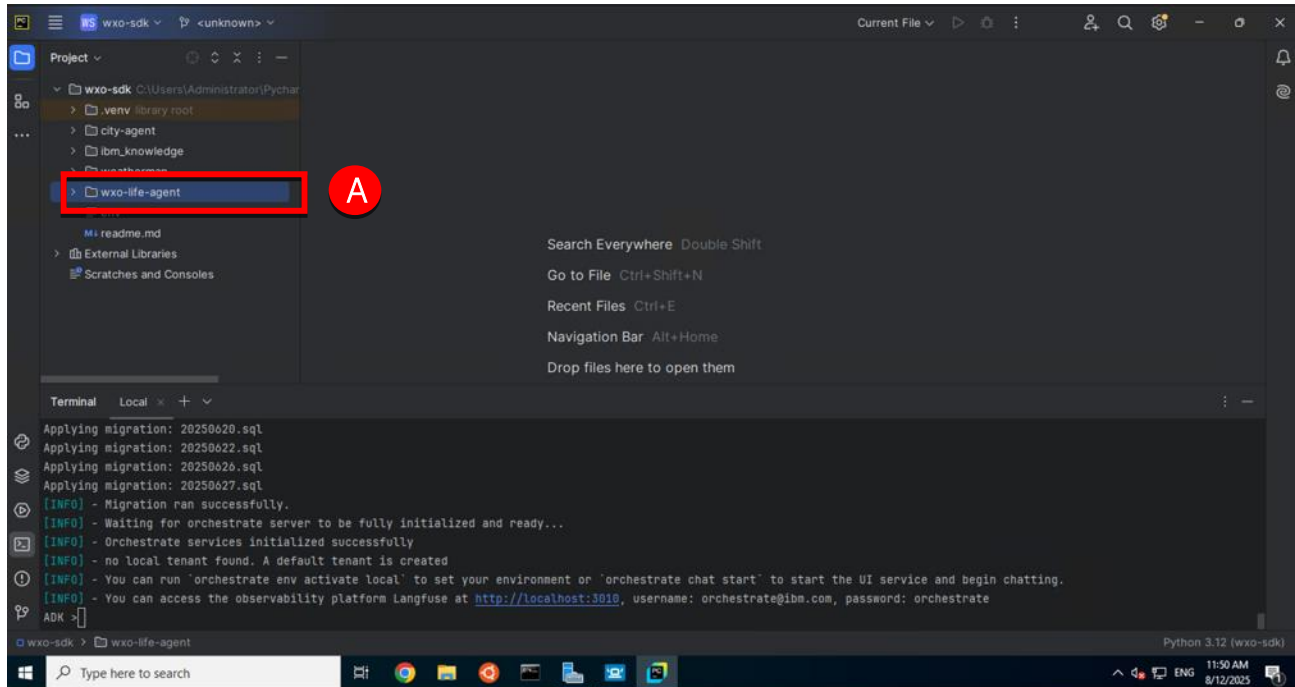 PC WS wxo-sdk <unknown> Current File
Project
wxo-sdk C:\Users\Administrator\Pychar
.venv library root
city-agent
ibm_knowledge
weatherman
wxo-life-agent
A
env
M↓ readme.md
External Libraries
Scratches and Consoles
Search Everywhere Double Shift
Go to File Ctrl+Shift+N
Recent Files Ctrl+E
Navigation Bar Alt+Home
Drop files here to open them
Terminal Local × +
Applying migration: 20250620.sql
Applying migration: 20250622.sql
Applying migration: 20250626.sql
Applying migration: 20250627.sql
[INFO] - Migration ran successfully.
[INFO] - Waiting for orchestrate server to be fully initialized and ready...
[INFO] - Orchestrate services initialized successfully
[INFO] - no local tenant found. A default tenant is created
[INFO] - You can run `orchestrate env activate local` to set your environment or `orchestrate chat start` to start the UI service and begin chatting.
[INFO] - You can access the observability platform Langfuse at http://localhost:3010, username: orchestrate@ibm.com, password: orchestrate
ADK >
wxo-sdk > wxo-life-agent Python 3.12 (wxo-sdk)
Type here to search ENG 11:50 AM
8/12/2025